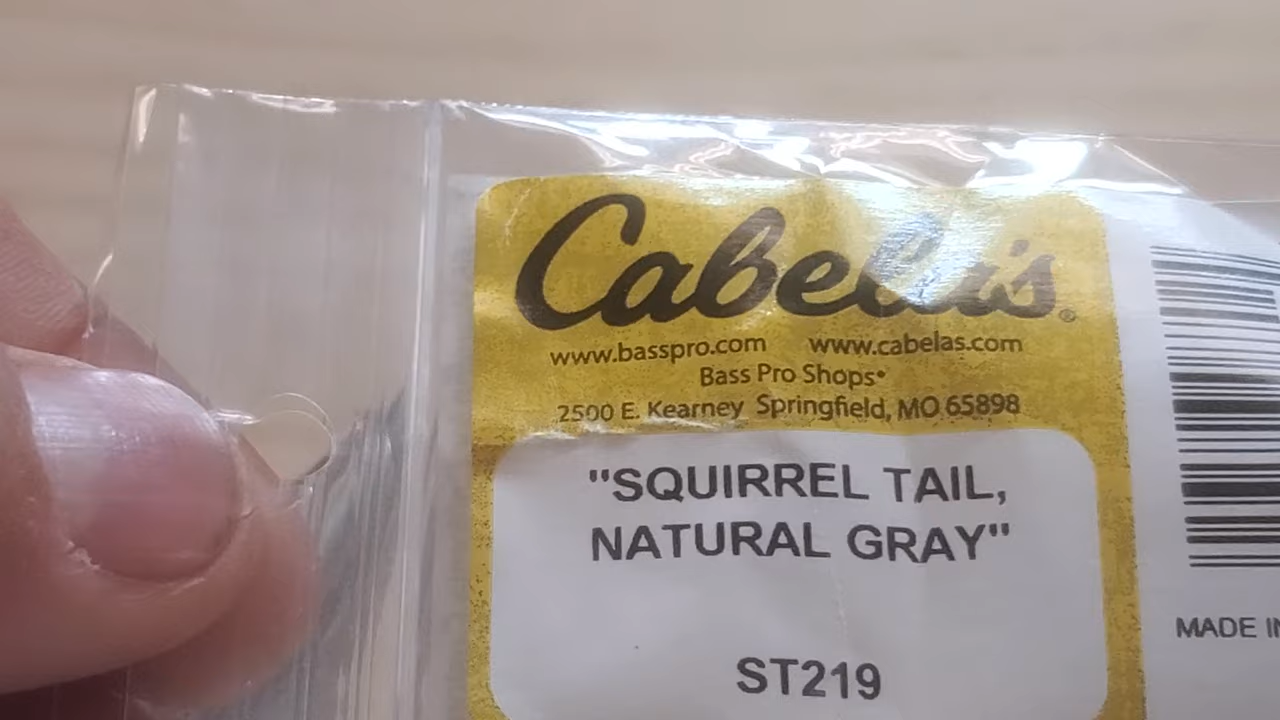 Cabela's®
www.basspro.com www.cabelas.com
Bass Pro Shops®
2500 E. Kearney Springfield, MO 65898
"SQUIRREL TAIL,
NATURAL GRAY"
ST219
MADE IN